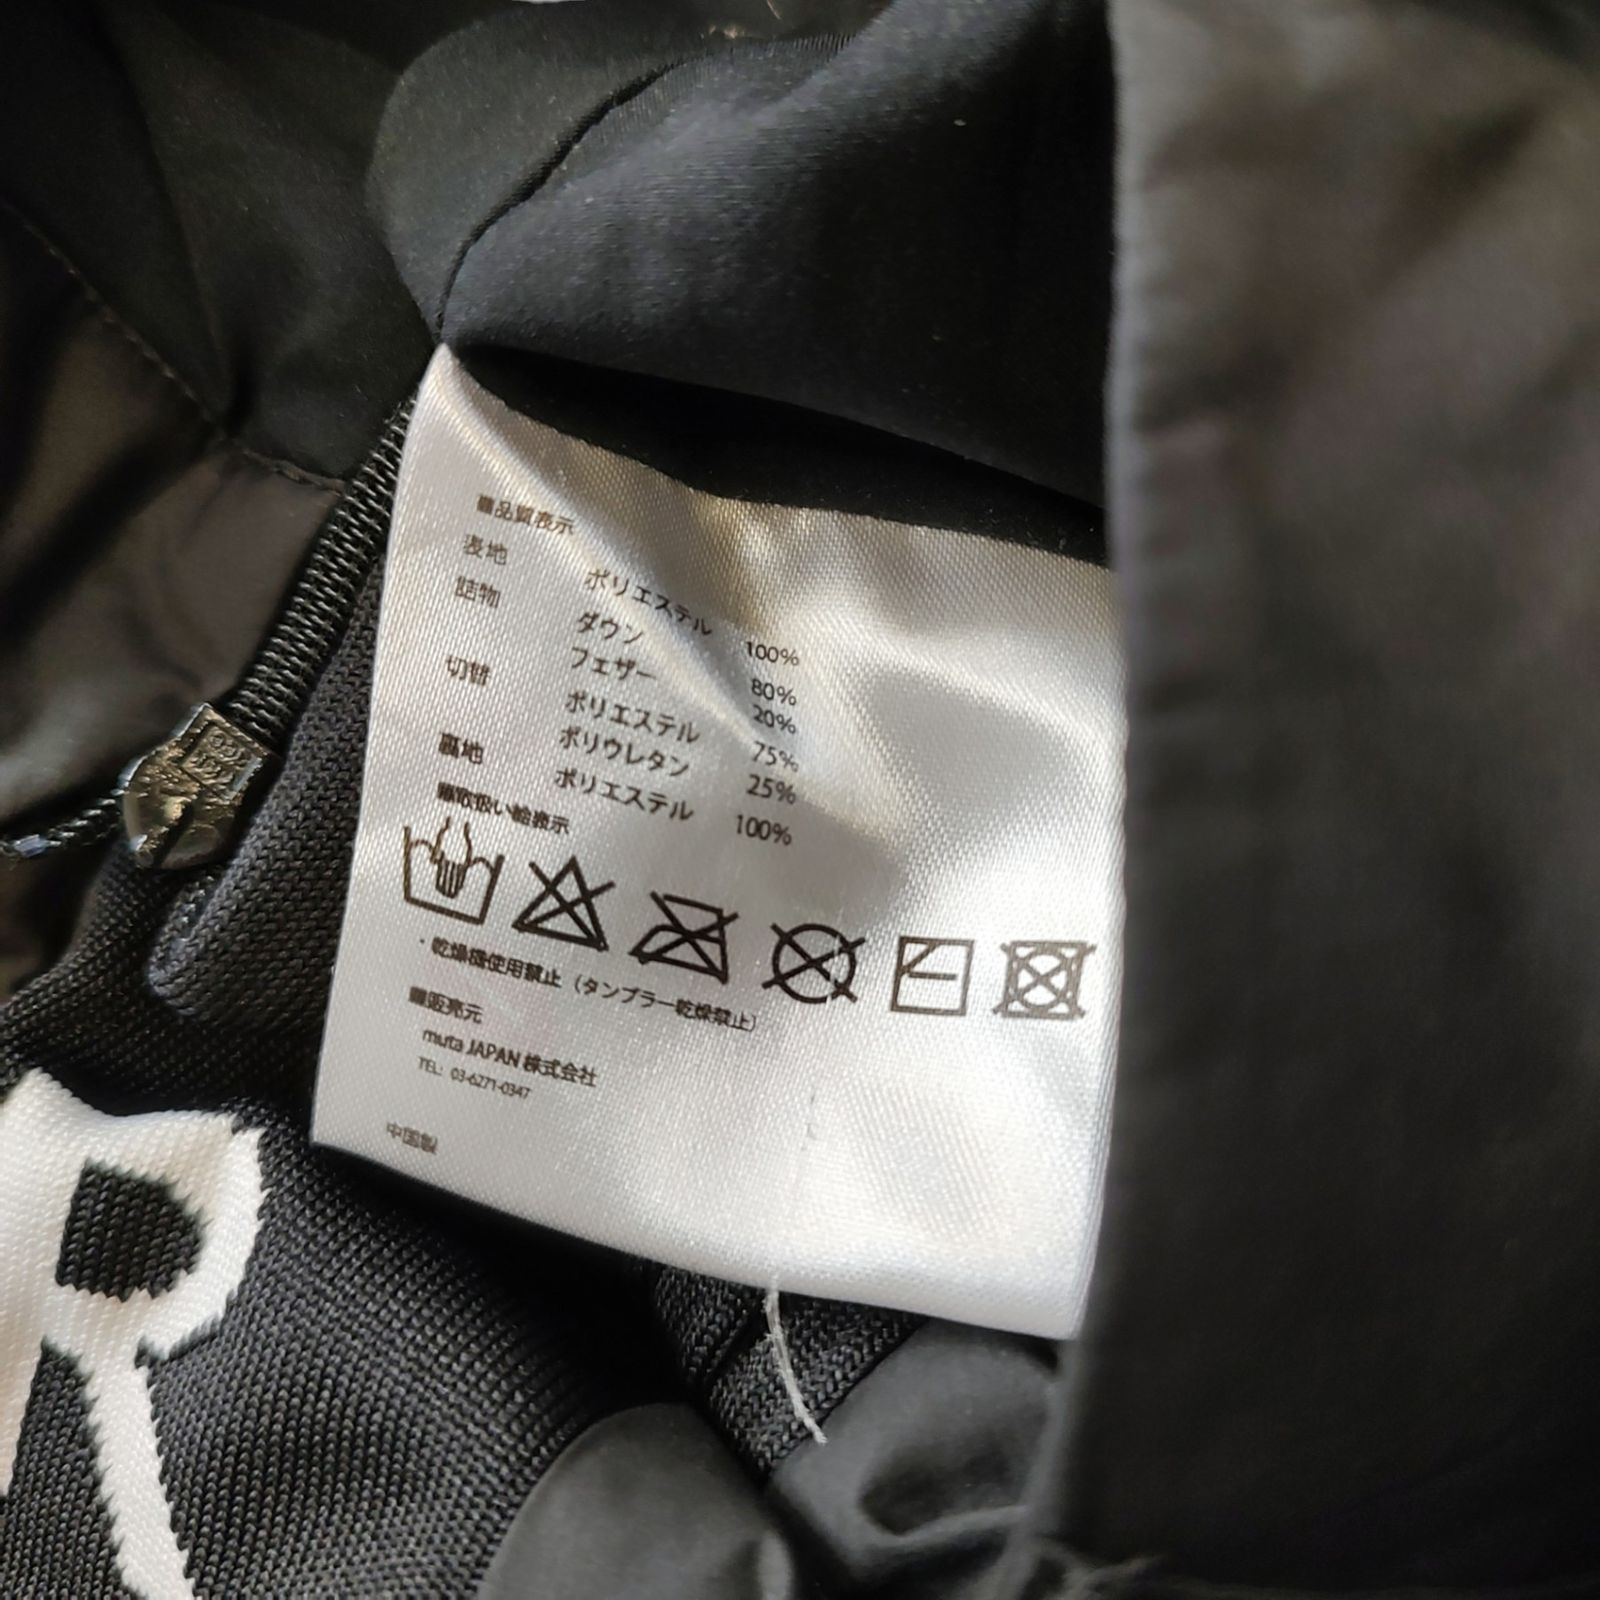 ■品質表示
表地 ポリエステル 100%
詰物 ダウン 80%
フェザー 20%
切替 ポリエステル 75%
ポリウレタン 25%
裏地 ポリエステル 100%
■取扱い絵表示
・乾燥機使用禁止（タンブラー乾燥禁止）
■販売元
muta JAPAN 株式会社
TEL: 03-6271-0347
中国製
R